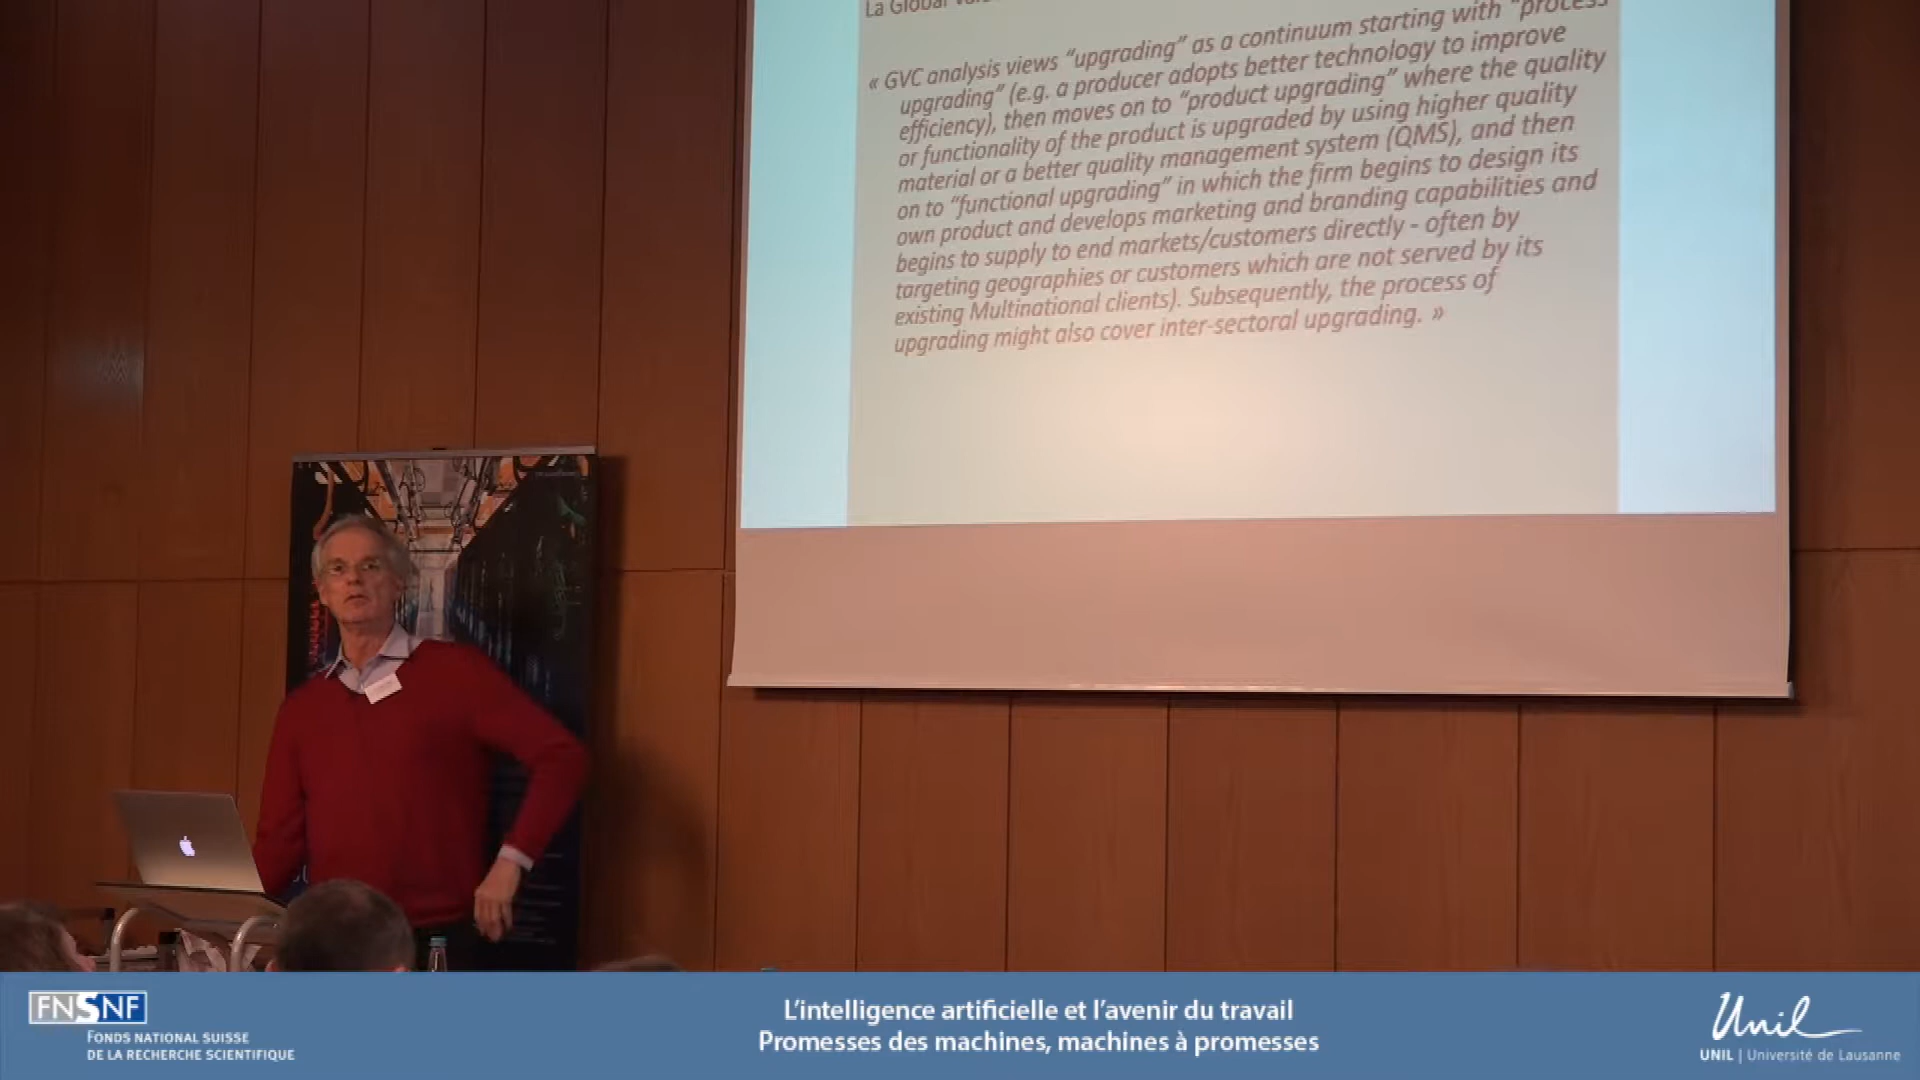 La Global
« GVC analysis views “upgrading” as a continuum starting with “process
upgrading” (e.g. a producer adopts better technology to improve
efficiency), then moves on to “product upgrading” where the quality
or functionality of the product is upgraded by using higher quality
material or a better quality management system (QMS), and then
on to “functional upgrading” in which the firm begins to design its
own product and develops marketing and branding capabilities and
begins to supply to end markets/customers directly - often by
targeting geographies or customers which are not served by its
existing Multinational clients). Subsequently, the process of
upgrading might also cover inter-sectoral upgrading. »
FNSNF
FONDS NATIONAL SUISSE
DE LA RECHERCHE SCIENTIFIQUE
L’intelligence artificielle et l’avenir du travail
Promesses des machines, machines à promesses
Unil
UNIL | Université de Lausanne